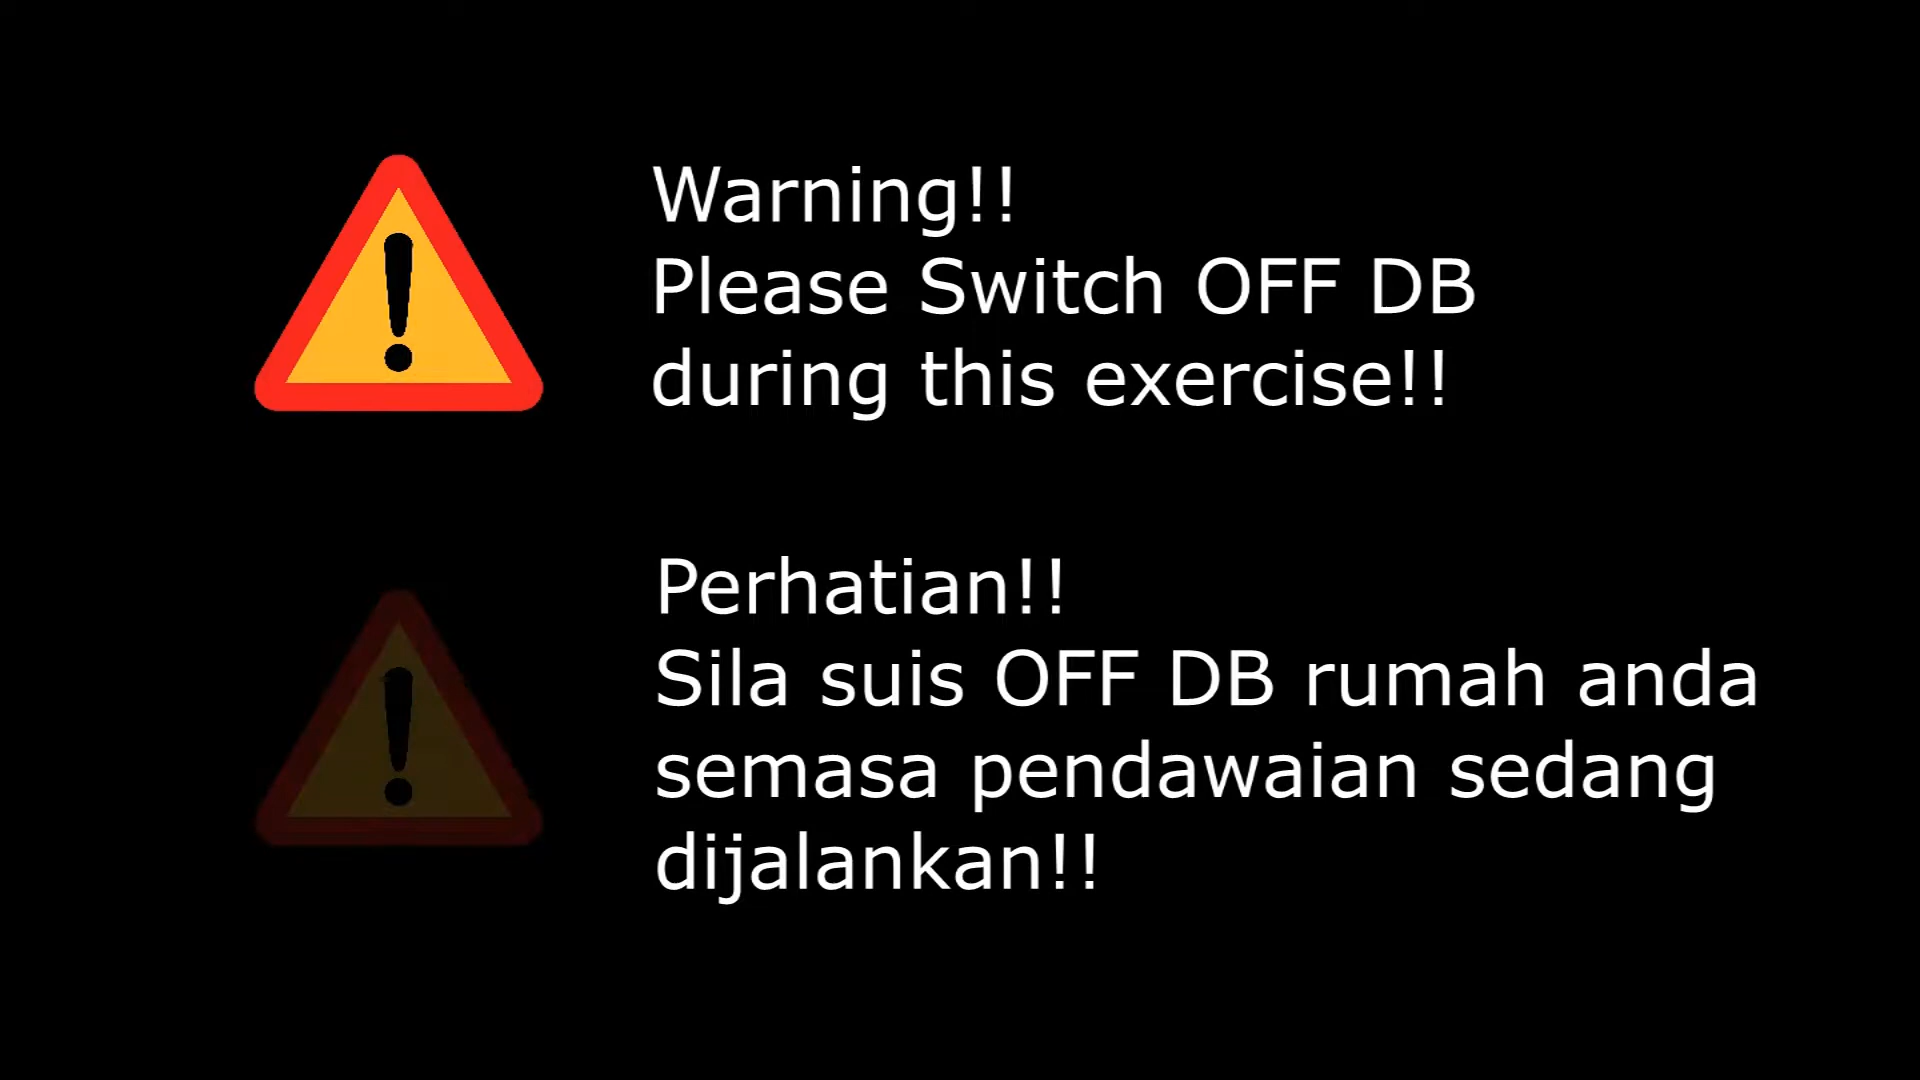 Warning!!
Please Switch OFF DB
during this exercise!!
Perhatian!!
Sila suis OFF DB rumah anda
semasa pendawaian sedang
dijalankan!!